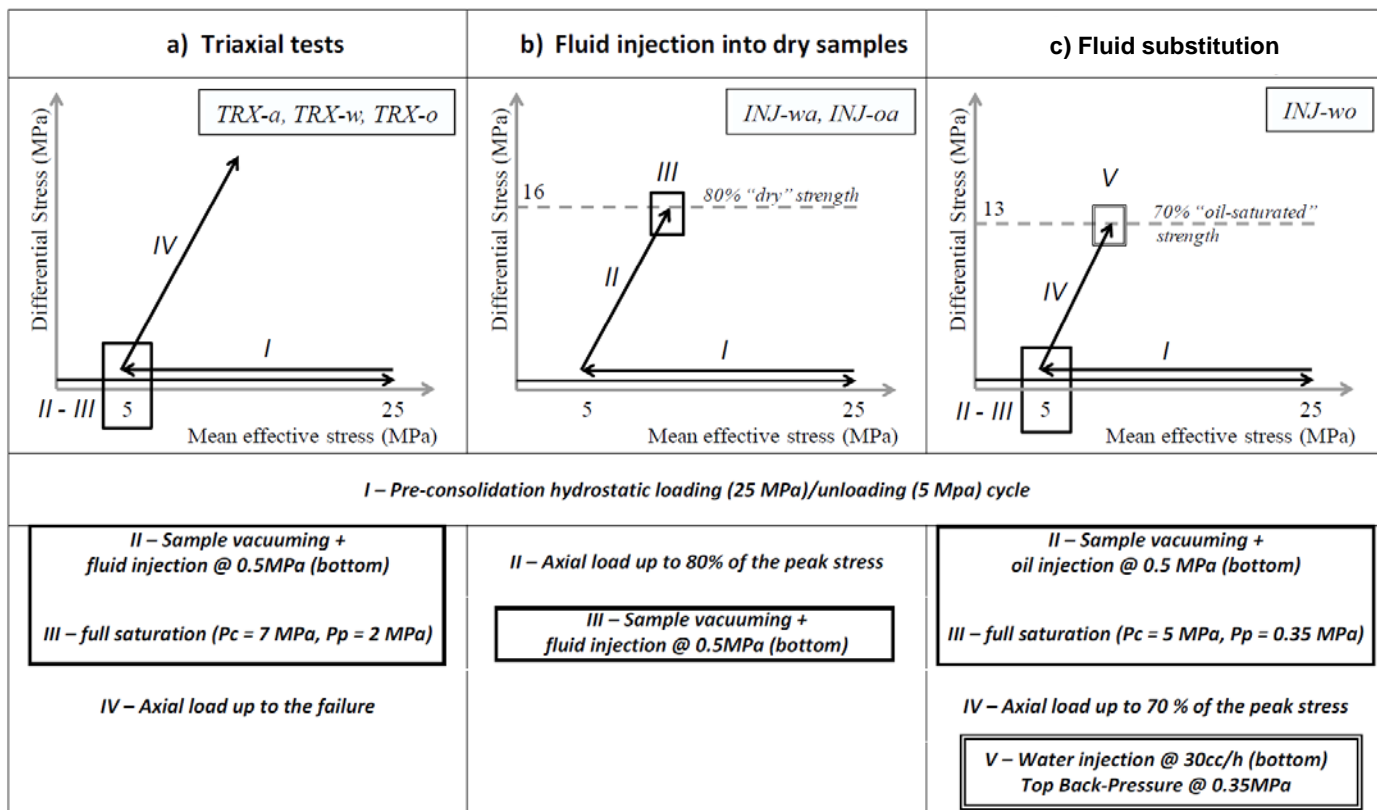 a) Triaxial tests
b) Fluid injection into dry samples
c) Fluid substitution
Differential Stress (MPa)
TRX-a, TRX-w, TRX-o
IV
I
II - III
5
25
Mean effective stress (MPa)
Differential Stress (MPa)
INJ-wa, INJ-oa
III
16
80% "dry" strength
II
I
5
25
Mean effective stress (MPa)
Differential Stress (MPa)
INJ-wo
V
13
70% "oil-saturated"
strength
IV
I
II - III
5
25
Mean effective stress (MPa)
I – Pre-consolidation hydrostatic loading (25 MPa)/unloading (5 Mpa) cycle
II – Sample vacuuming +
fluid injection @ 0.5MPa (bottom)
III – full saturation (Pc = 7 MPa, Pp = 2 MPa)
IV – Axial load up to the failure
II – Axial load up to 80% of the peak stress
III – Sample vacuuming +
fluid injection @ 0.5MPa (bottom)
II – Sample vacuuming +
oil injection @ 0.5 MPa (bottom)
III – full saturation (Pc = 5 MPa, Pp = 0.35 MPa)
IV – Axial load up to 70 % of the peak stress
V – Water injection @ 30cc/h (bottom)
Top Back-Pressure @ 0.35MPa